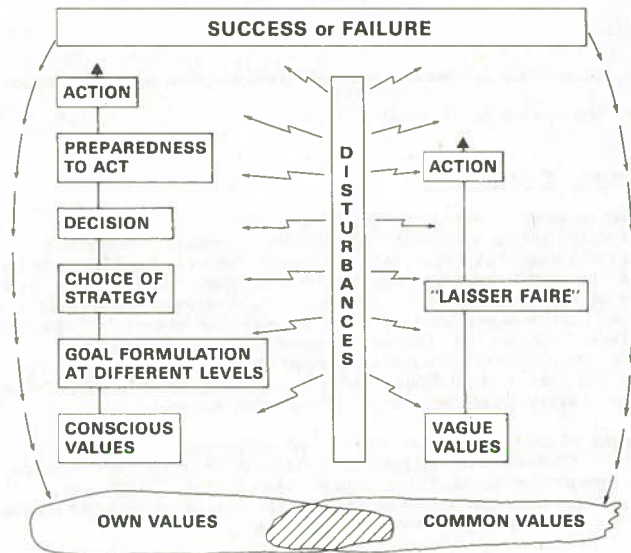 SUCCESS or FAILURE
ACTION
PREPAREDNESS
TO ACT
DECISION
CHOICE OF
STRATEGY
GOAL FORMULATION
AT DIFFERENT LEVELS
CONSCIOUS
VALUES
DISTURBANCES
ACTION
"LAISSER FAIRE"
VAGUE
VALUES
OWN VALUES
COMMON VALUES